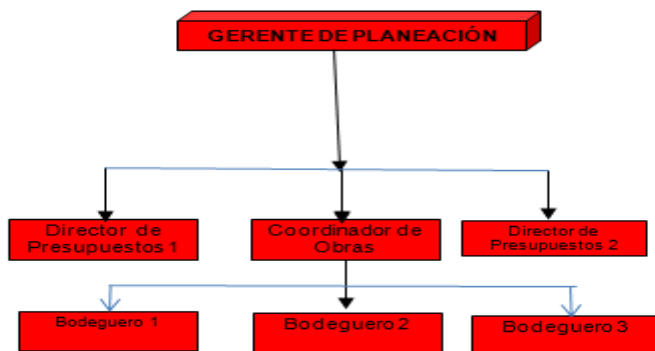 GERENTE DE PLANEACIÓN
Director de
Presupuestos 1
Coordinador de
Obras
Director de
Presupuestos 2
Bodeguero 1
Bodeguero 2
Bodeguero 3